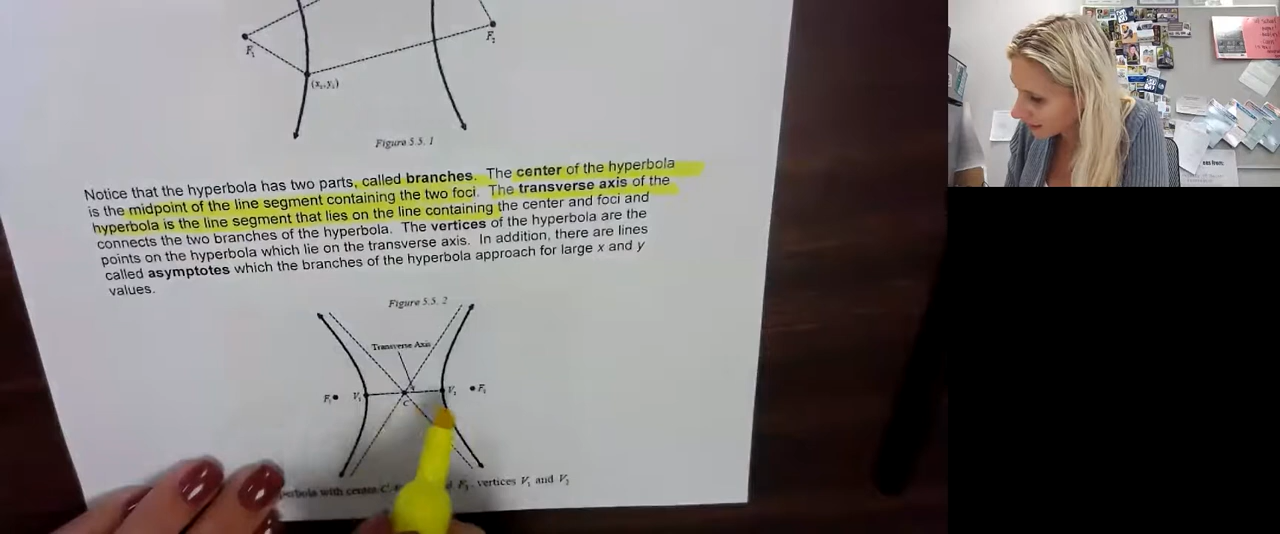 F₁
F₂
(x₁,y₁)
Figure 5.5. 1
Notice that the hyperbola has two parts, called branches. The center of the hyperbola
is the midpoint of the line segment containing the two foci. The transverse axis of the
hyperbola is the line segment that lies on the line containing the center and foci and
connects the two branches of the hyperbola. The vertices of the hyperbola are the
points on the hyperbola which lie on the transverse axis. In addition, there are lines
called asymptotes which the branches of the hyperbola approach for large x and y
values.
Figure 5.5. 2
Transverse Axis
F₁ V₁ C V₂ F₂
with center C F₂, vertices V₁ and V₂